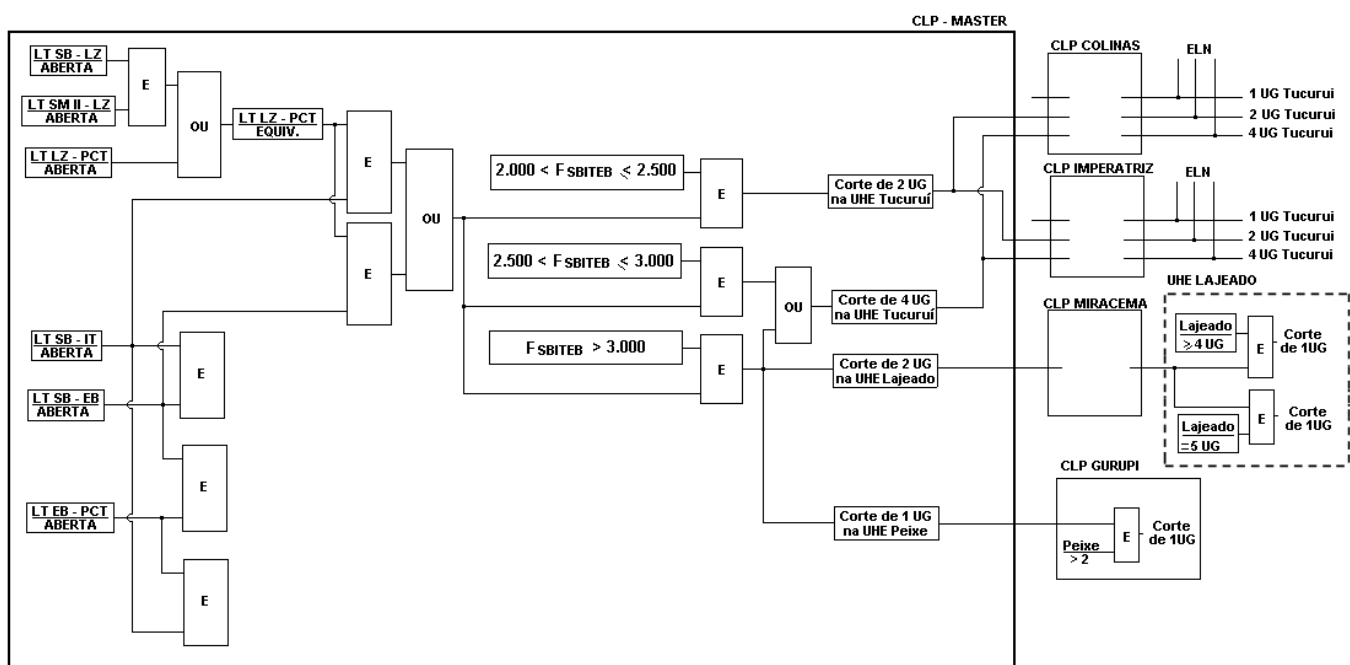 CLP - MASTER
LT SB - LZ
ABERTA
E
LT SM II - LZ
ABERTA
OU
LT LZ - PCT
EQUIV.
LT LZ - PCT
ABERTA
E
OU
E
LT SB - IT
ABERTA
E
LT SB - EB
ABERTA
E
LT EB - PCT
ABERTA
E
2.000 < F SBITEB ≤ 2.500
E
Corte de 2 UG
na UHE Tucuruí
2.500 < F SBITEB ≤ 3.000
E
OU
Corte de 4 UG
na UHE Tucuruí
F SBITEB > 3.000
E
Corte de 2 UG
na UHE Lajeado
Corte de 1 UG
na UHE Peixe
CLP COLINAS
ELN
1 UG Tucurui
2 UG Tucurui
4 UG Tucurui
CLP IMPERATRIZ
ELN
1 UG Tucurui
2 UG Tucurui
4 UG Tucurui
UHE LAJEADO
CLP MIRACEMA
Lajeado
≥4 UG
E
Corte
de 1UG
Lajeado
=5 UG
E
Corte
de 1UG
CLP GURUPI
Peixe
> 2
E
Corte
de 1UG